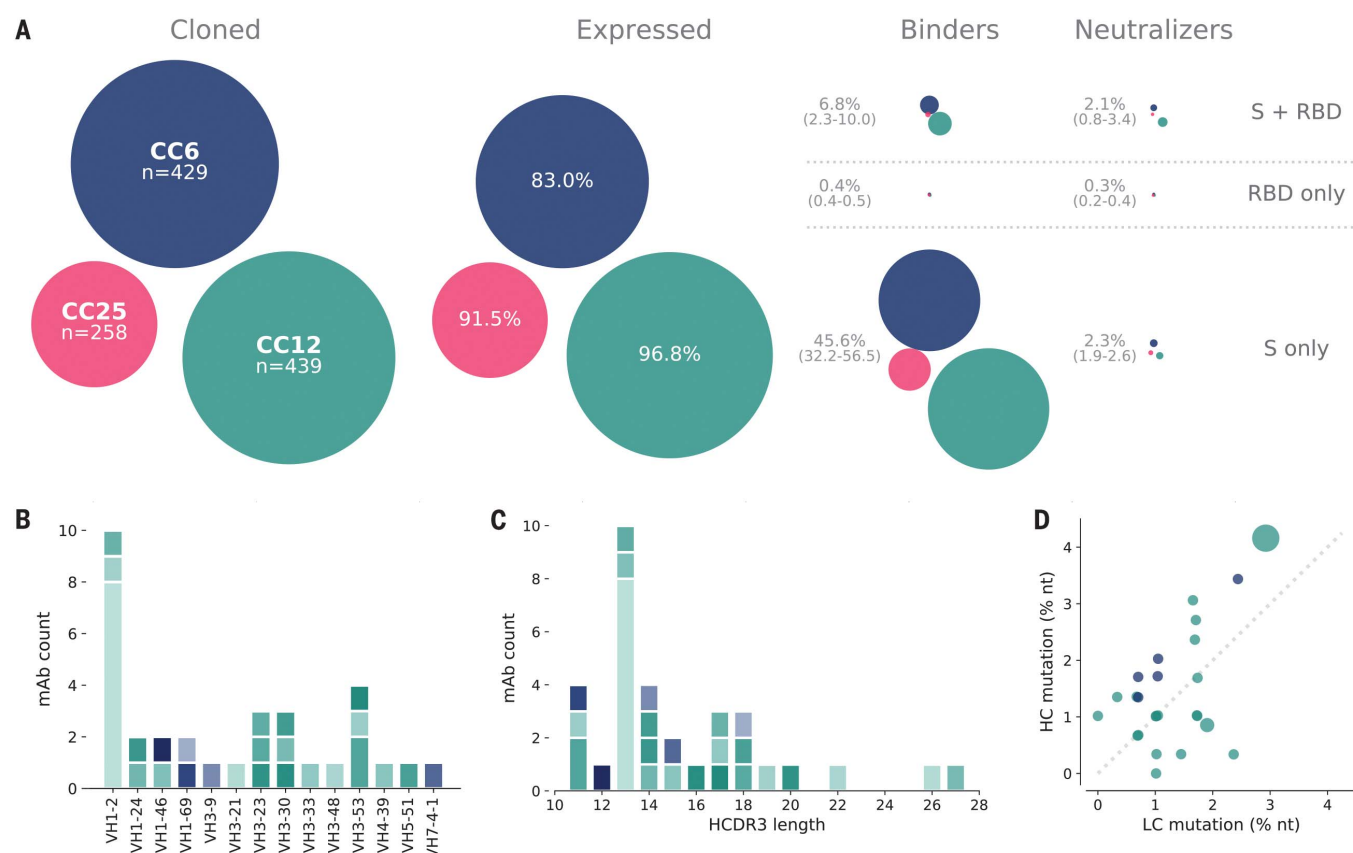 A
Cloned
Expressed
Binders
Neutralizers
CC6
n=429
CC25
n=258
CC12
n=439
83.0%
91.5%
96.8%
6.8%
(2.3-10.0)
2.1%
(0.8-3.4)
S + RBD
0.4%
(0.4-0.5)
0.3%
(0.2-0.4)
RBD only
45.6%
(32.2-56.5)
2.3%
(1.9-2.6)
S only
B
mAb count
10
8
6
4
2
0
VH1-2
VH1-24
VH1-46
VH1-69
VH3-9
VH3-21
VH3-23
VH3-30
VH3-33
VH3-48
VH3-53
VH4-39
VH5-51
VH7-4-1
C
mAb count
10
8
6
4
2
0
10 12 14 16 18 20 22 24 26 28
HCDR3 length
D
HC mutation (% nt)
4
3
2
1
0
0 1 2 3 4
LC mutation (% nt)